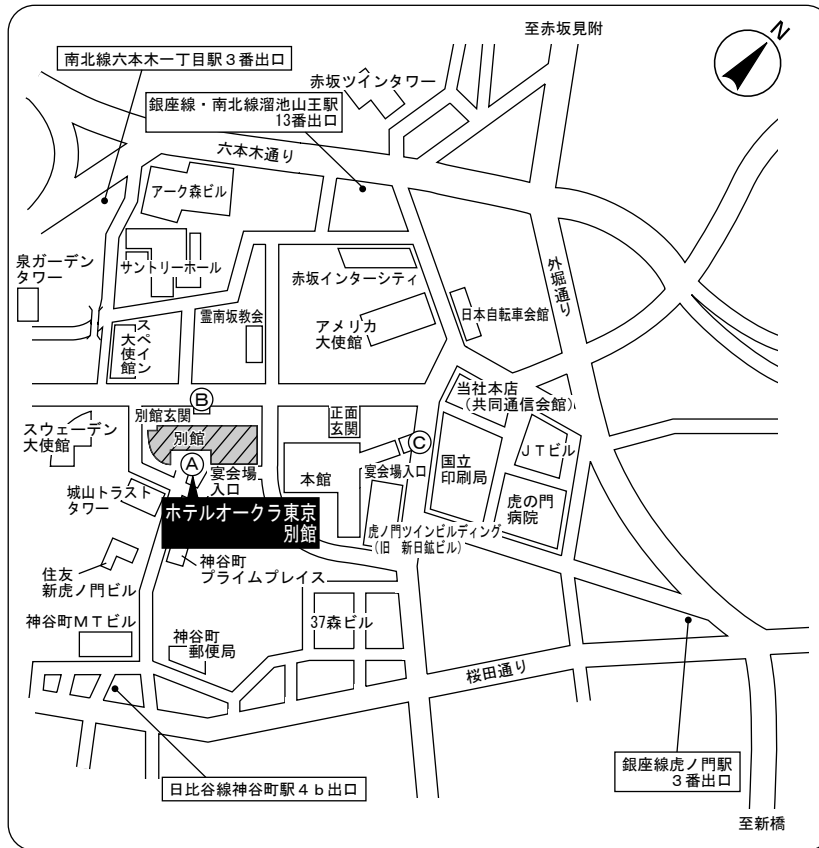 至赤坂見附
N
南北線六本木一丁目駅３番出口
赤坂ツインタワー
銀座線・南北線溜池山王駅
13番出口
六本木通り
アーク森ビル
泉ガーデン
タワー
サントリーホール
赤坂インターシティ
外堀通り
日本自転車会館
霊南坂教会
アメリカ
大使館
スペイン
大使館
当社本店
（共同通信会館）
B
別館玄関
正面
玄関
スウェーデン
大使館
別館
C
ＪＴビル
A
宴会場
入口
本館
宴会場入口
国立
印刷局
城山トラスト
タワー
虎の門
病院
ホテルオークラ東京
別館
虎ノ門ツインビルディング
（旧　新日鉱ビル）
神谷町
プライムプレイス
住友
新虎ノ門ビル
神谷町ＭＴビル
37森ビル
神谷町
郵便局
桜田通り
銀座線虎ノ門駅
３番出口
日比谷線神谷町駅４ｂ出口
至新橋